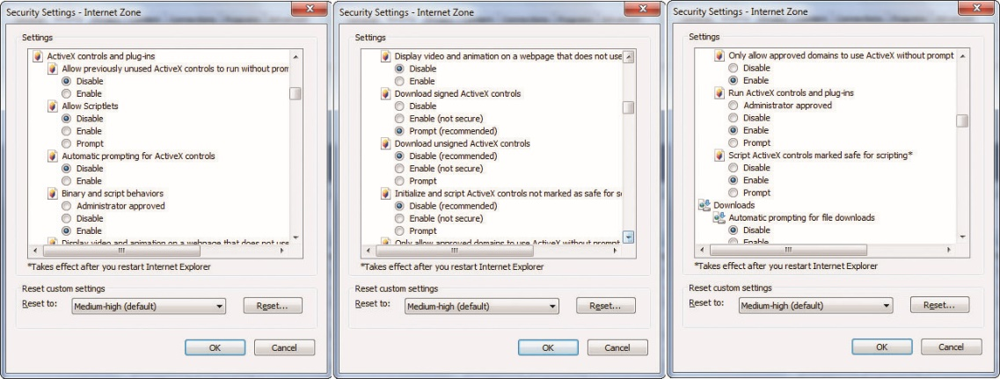 Security Settings - Internet Zone
Settings
ActiveX controls and plug-ins
Allow previously unused ActiveX controls to run without prom
Disable
Enable
Allow Scriptlets
Disable
Enable
Prompt
Automatic prompting for ActiveX controls
Disable
Enable
Binary and script behaviors
Administrator approved
Disable
Enable
Display video and animation on a webpage that does not use
*Takes effect after you restart Internet Explorer
Reset custom settings
Reset to:
Medium-high (default)
Reset...
OK
Cancel
Security Settings - Internet Zone
Settings
Display video and animation on a webpage that does not use
Disable
Enable
Download signed ActiveX controls
Disable
Enable (not secure)
Prompt (recommended)
Download unsigned ActiveX controls
Disable (recommended)
Enable (not secure)
Prompt
Initialize and script ActiveX controls not marked as safe for s
Disable (recommended)
Enable (not secure)
Prompt
Only allow approved domains to use ActiveX without prompt
*Takes effect after you restart Internet Explorer
Reset custom settings
Reset to:
Medium-high (default)
Reset...
OK
Cancel
Security Settings - Internet Zone
Settings
Only allow approved domains to use ActiveX without prompt
Disable
Enable
Run ActiveX controls and plug-ins
Administrator approved
Disable
Enable
Prompt
Script ActiveX controls marked safe for scripting*
Disable
Enable
Prompt
Downloads
Automatic prompting for file downloads
Disable
Enable
*Takes effect after you restart Internet Explorer
Reset custom settings
Reset to:
Medium-high (default)
Reset...
OK
Cancel